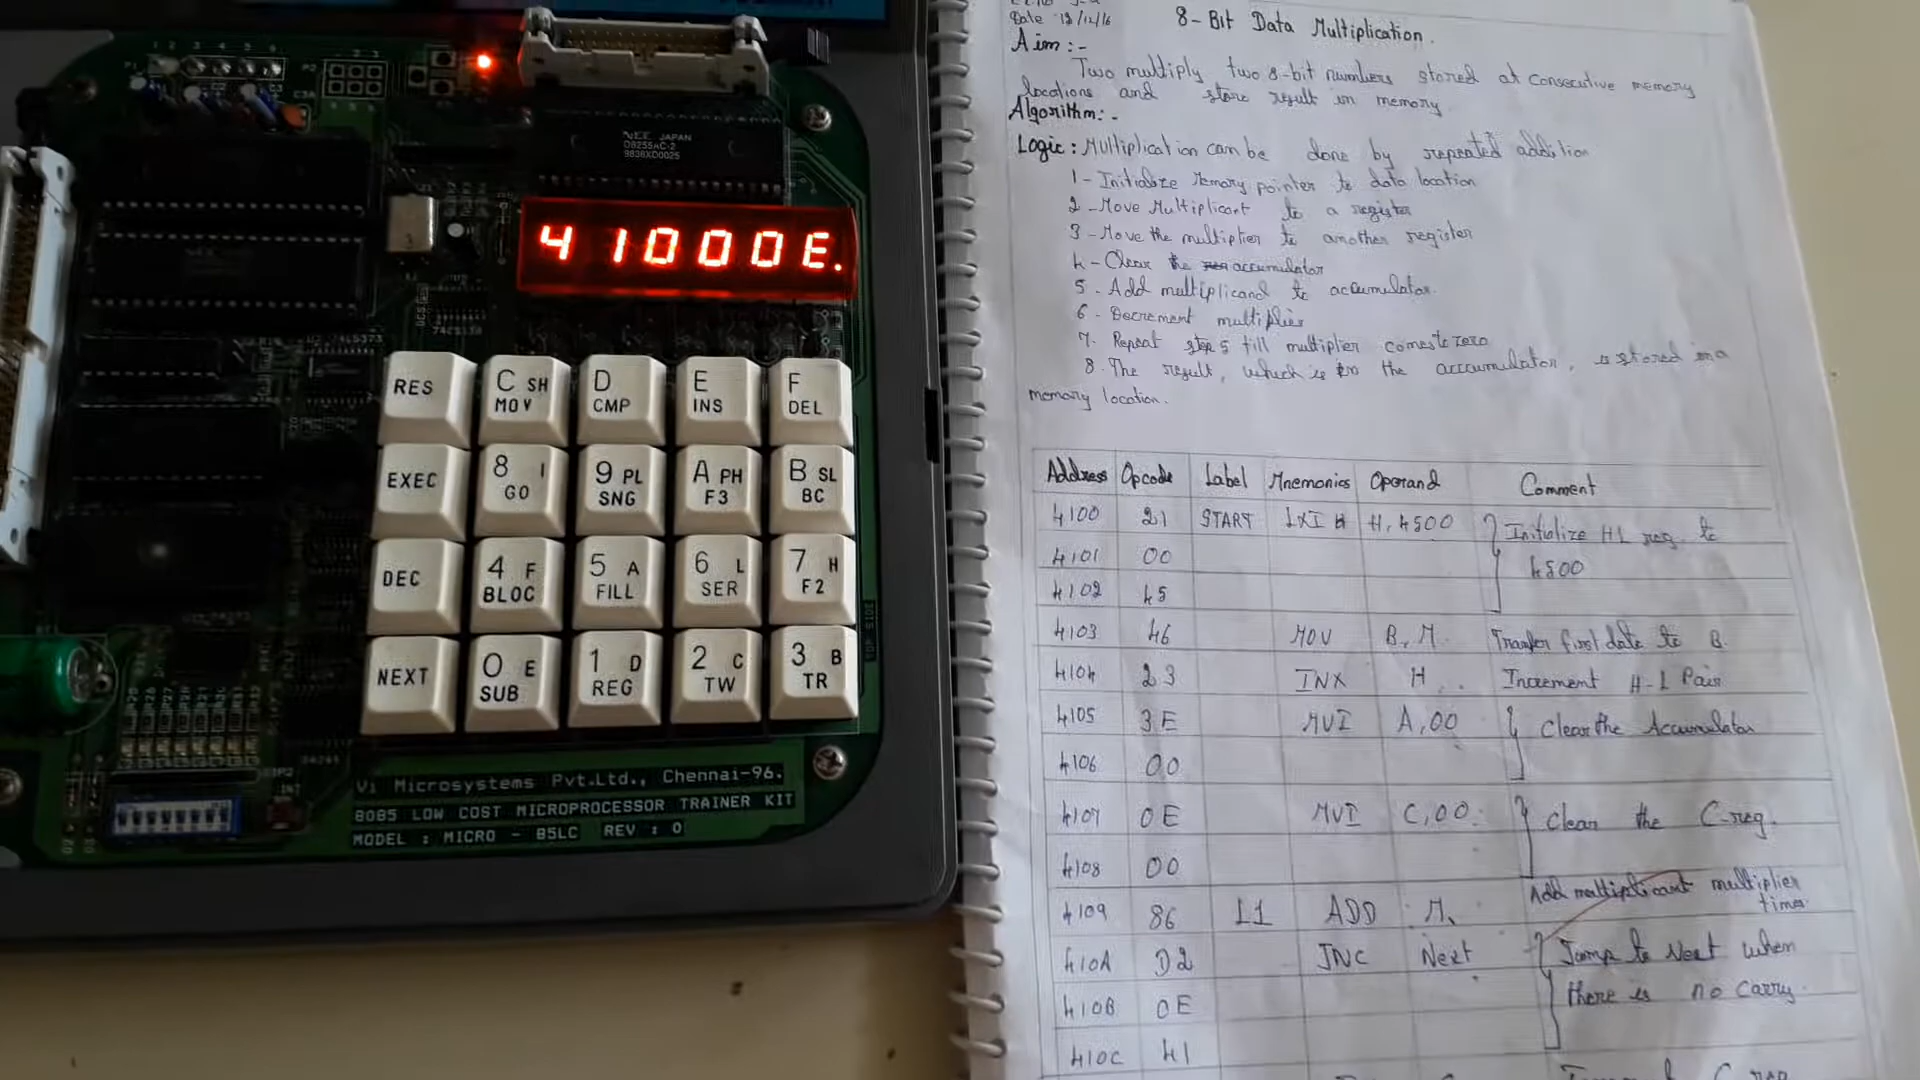 NEC JAPAN
D8255AC-2
9838XD0025
41000E.
RES
C SH
MOV
D
CMP
E
INS
F
DEL
EXEC
8 I
GO
9 PL
SNG
A PH
F3
B SL
BC
DEC
4 F
BLOC
5 A
FILL
6 L
SER
7 H
F2
NEXT
0 E
SUB
1 D
REG
2 C
TW
3 B
TR
Vi Microsystems Pvt.Ltd., Chennai-96.
8085 LOW COST MICROPROCESSOR TRAINER KIT
MODEL : MICRO - 85LC REV : 0
Date 12/12/16
8-Bit Data Multiplication.
Aim:-
Two multiply two 8-bit numbers stored at consecutive memory
locations and store result in memory
Algorithm:-
Logic: Multiplication can be done by repeated addition
1 - Initialize Memory pointer to data location
2 - Move Multiplicant to a register
3 - Move the multiplier to another register
4 - Clear the accumulator
5 - Add multiplicand to accumulator
6 - Decrement multiplier
7. Repeat step 5 till multiplier comes to zero
8. The result, which is in the accumulator, is stored in a
memory location.
Address Opcode Label Mnemonics Operand Comment
4100 21 START LXI H, 4500 Initialize HL reg. to
4101 00 4500
4102 45
4103 46 MOV B, M. Tranfer first date to B.
4104 23 INX H Increment H-L Pair
4105 3E MVI A,00 Clear the Accumulator
4106 00
4107 0E MVI C,00 Clear the C-reg.
4108 00
4109 86 L1 ADD M. Add multiplicant multiplier times
410A D2 JNC Next Jump to Next when
410B 0E there is no carry.
410C 41